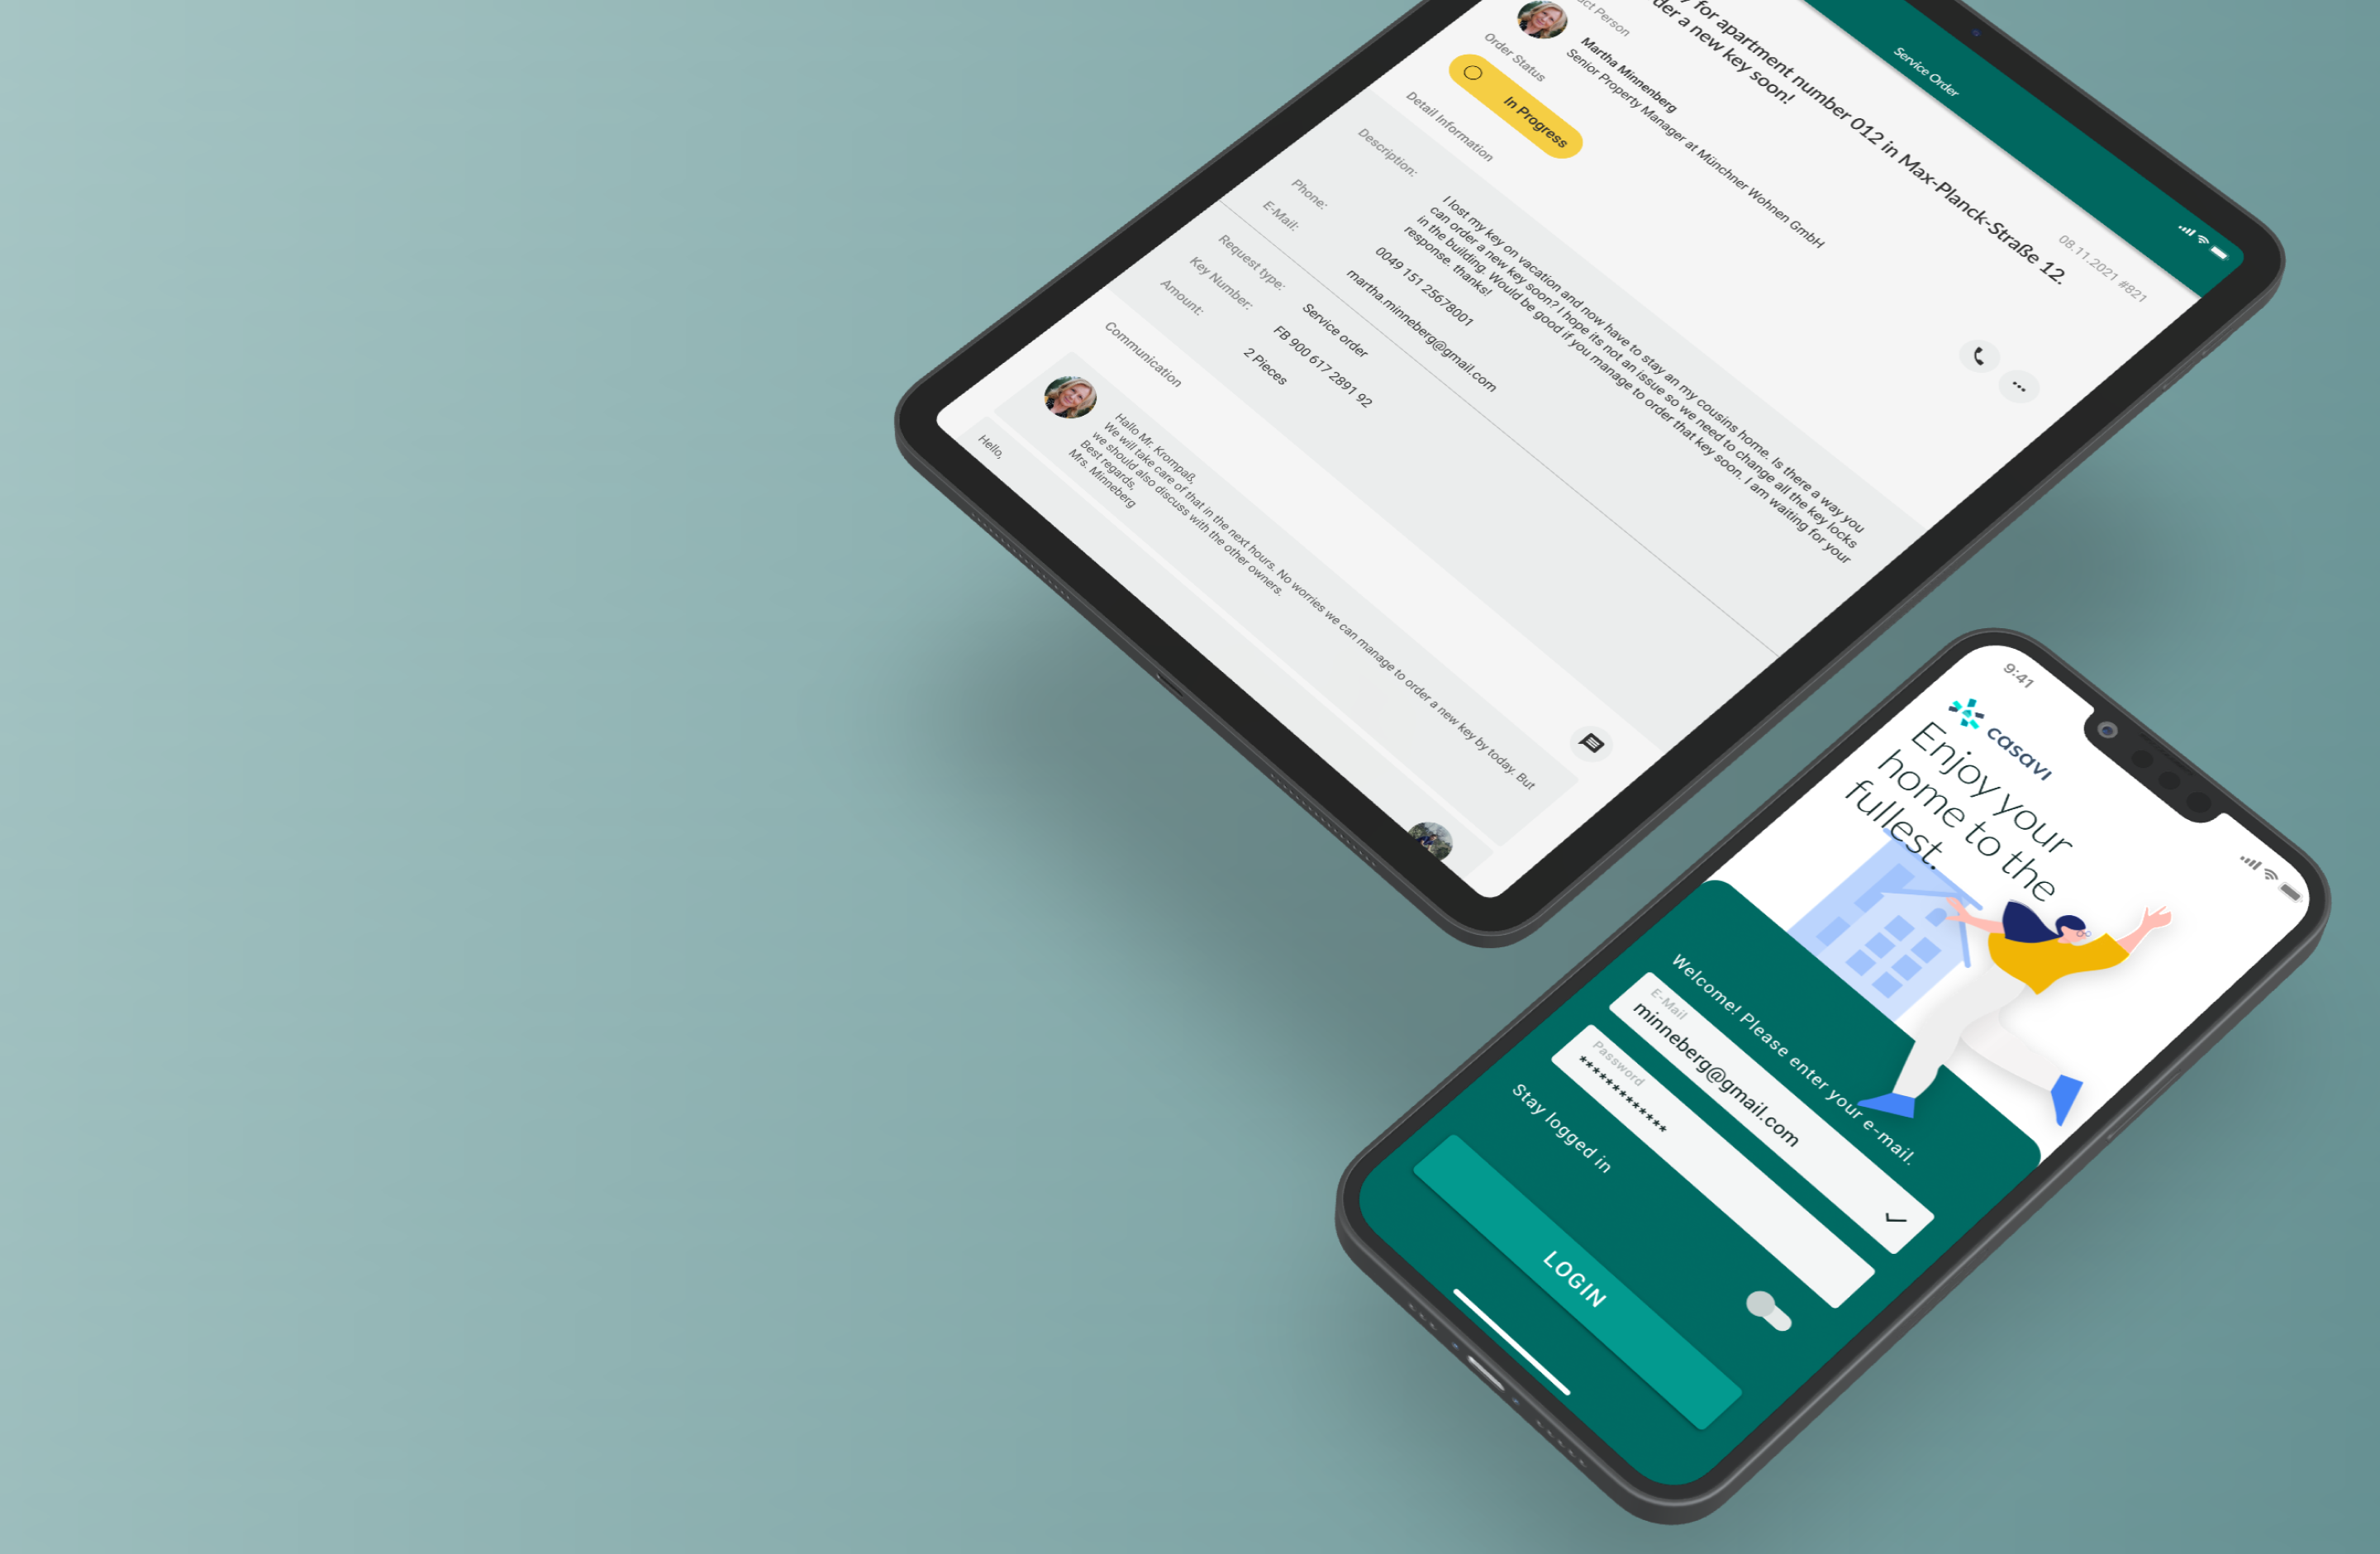 Service Order
08.11.2021 #821
for apartment number 012 in Max-Planck-Straße 12.
der a new key soon!
Person
Martha Minnenberg
Senior Property Manager at Münchner Wohnen GmbH
Order Status
In Progress
Detail Information
Description:
I lost my key on vacation and now have to stay an my cousins home. Is there a way you
can order a new key soon? I hope its not an issue so we need to change all the key locks
in the building. Would be good if you manage to order that key soon. I am waiting for your
response. thanks!
Phone:
0049 151 25678001
E-Mail:
martha.minneberg@gmail.com
Request type:
Service order
Key Number:
FB 900 617 2891 92
Amount:
2 Pieces
Communication
Hallo Mr. Krompaß,
We will take care of that in the next hours. No worries we can manage to order a new key by today. But
we should also discuss with the other owners.
Best regards,
Mrs. Minneberg
Hello,
9:41
casavi
Enjoy your
home to the
fullest.
Welcome! Please enter your e-mail.
E-Mail
minneberg@gmail.com
Password
*************
Stay logged in
LOGIN